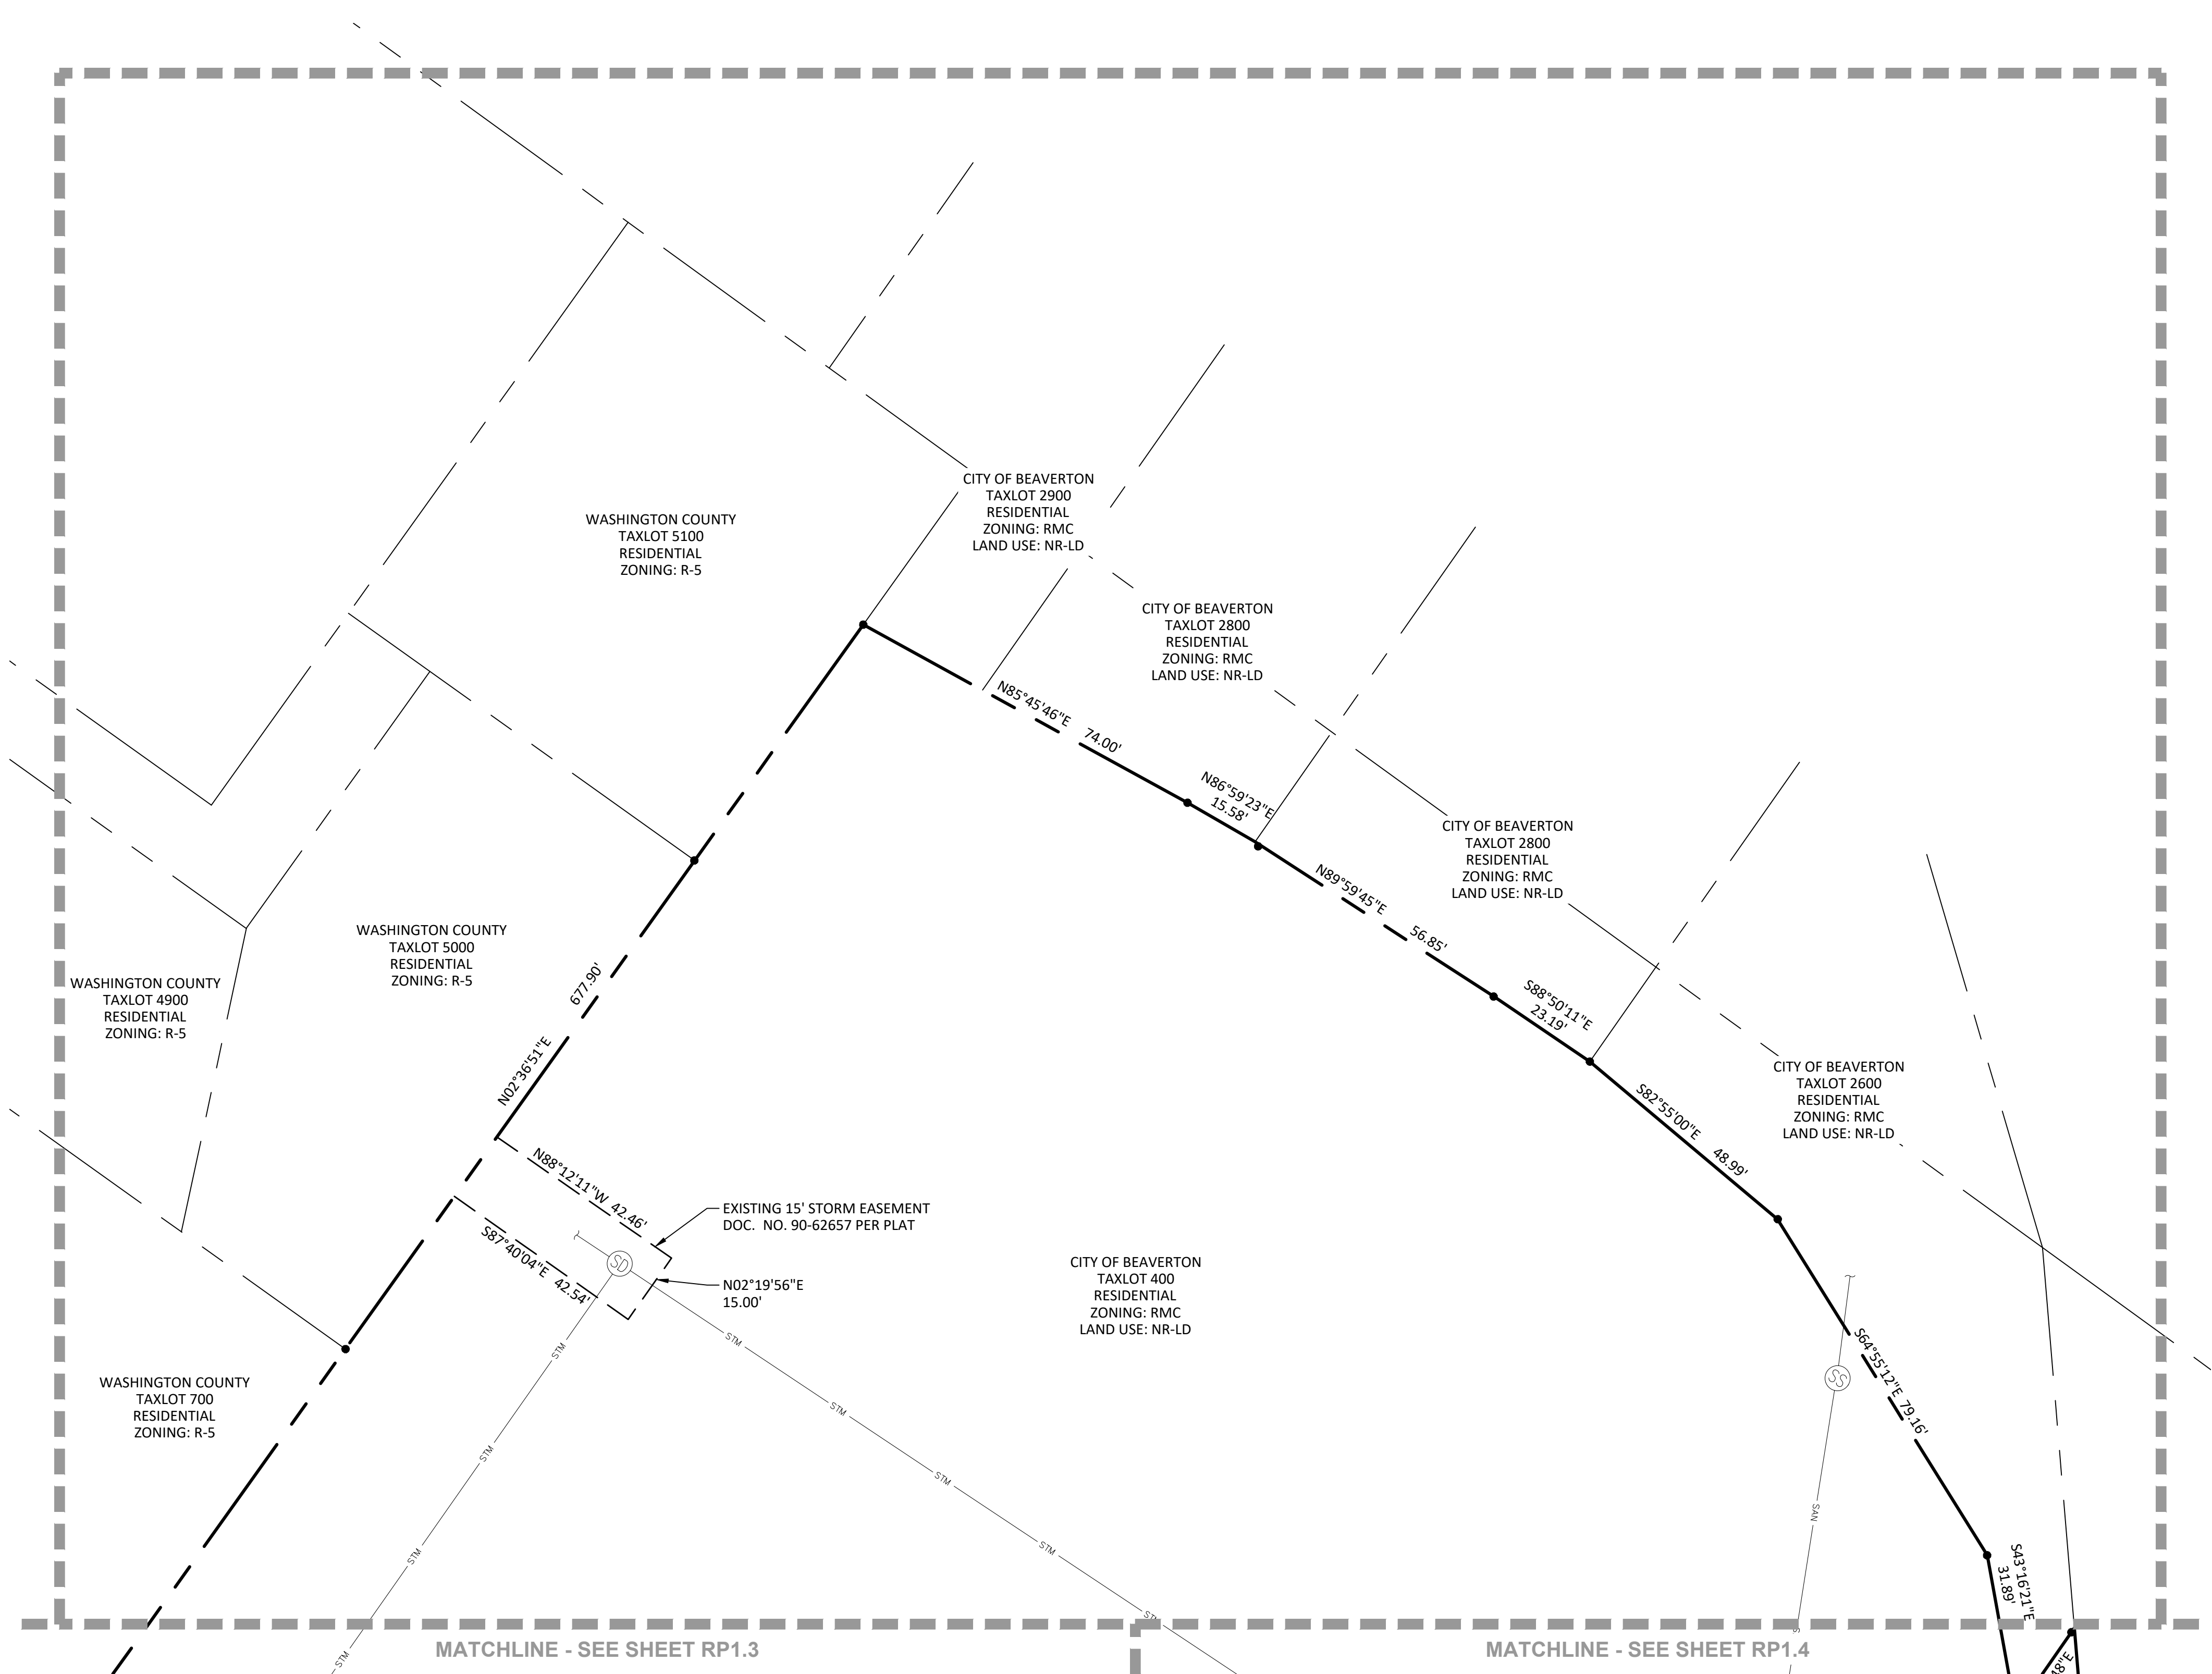 CITY OF BEAVERTON
TAXLOT 2900
RESIDENTIAL
ZONING: RMC
LAND USE: NR-LD
WASHINGTON COUNTY
TAXLOT 5100
RESIDENTIAL
ZONING: R-5
CITY OF BEAVERTON
TAXLOT 2800
RESIDENTIAL
ZONING: RMC
LAND USE: NR-LD
N85°45'46"E 74.00'
N86°59'23"E
15.58'
CITY OF BEAVERTON
TAXLOT 2800
RESIDENTIAL
ZONING: RMC
LAND USE: NR-LD
N89°59'45"E 56.85'
WASHINGTON COUNTY
TAXLOT 5000
RESIDENTIAL
ZONING: R-5
WASHINGTON COUNTY
TAXLOT 4900
RESIDENTIAL
ZONING: R-5
N02°36'51"E 677.90'
S88°50'11"E
23.19'
CITY OF BEAVERTON
TAXLOT 2600
RESIDENTIAL
ZONING: RMC
LAND USE: NR-LD
S82°55'00"E 48.99'
N88°12'11"W 42.46'
EXISTING 15' STORM EASEMENT
DOC. NO. 90-62657 PER PLAT
S87°40'04"E 42.54'
SD
N02°19'56"E
15.00'
CITY OF BEAVERTON
TAXLOT 400
RESIDENTIAL
ZONING: RMC
LAND USE: NR-LD
STM
STM
S64°55'12"E 79.16'
SS
WASHINGTON COUNTY
TAXLOT 700
RESIDENTIAL
ZONING: R-5
STM
STM
STM
SAN
STM
STM
S43°16'21"E
31.89'
STM
MATCHLINE - SEE SHEET RP1.3
MATCHLINE - SEE SHEET RP1.4
STM
48"E